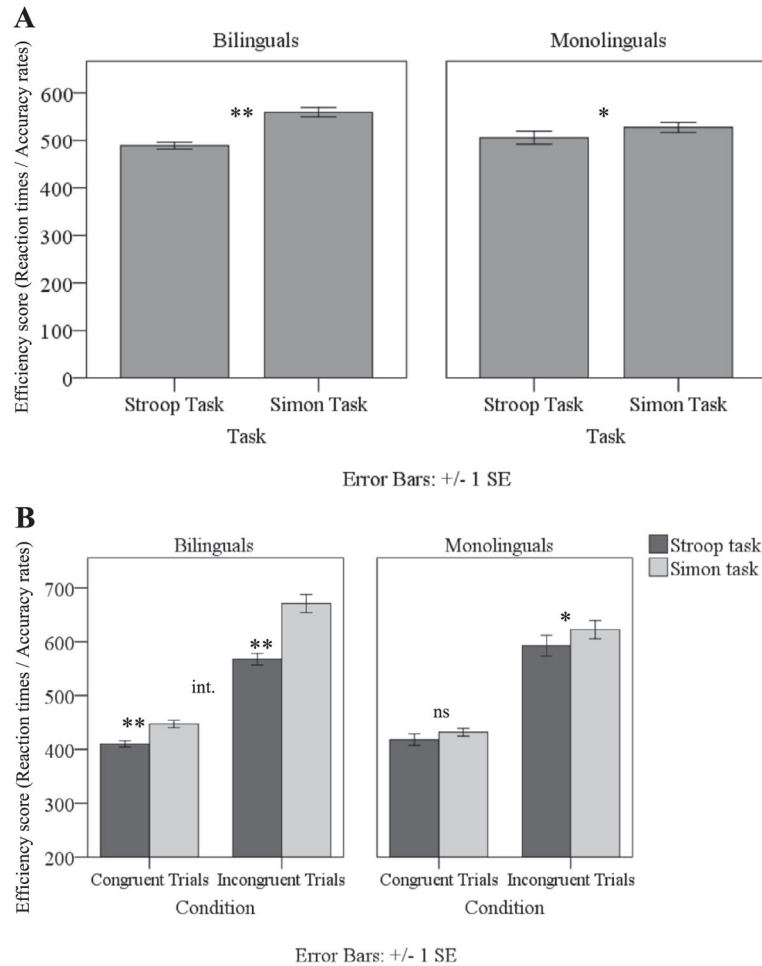 A
Bilinguals
Monolinguals
Efficiency score (Reaction times / Accuracy rates)
600
500
400
300
200
100
0
**
*
Stroop Task
Simon Task
Stroop Task
Simon Task
Task
Task
Error Bars: +/- 1 SE
B
Bilinguals
Monolinguals
Stroop task
Simon task
Efficiency score (Reaction times / Accuracy rates)
700
600
500
400
300
200
**
int.
**
ns
*
Congruent Trials
Incongruent Trials
Congruent Trials
Incongruent Trials
Condition
Condition
Error Bars: +/- 1 SE